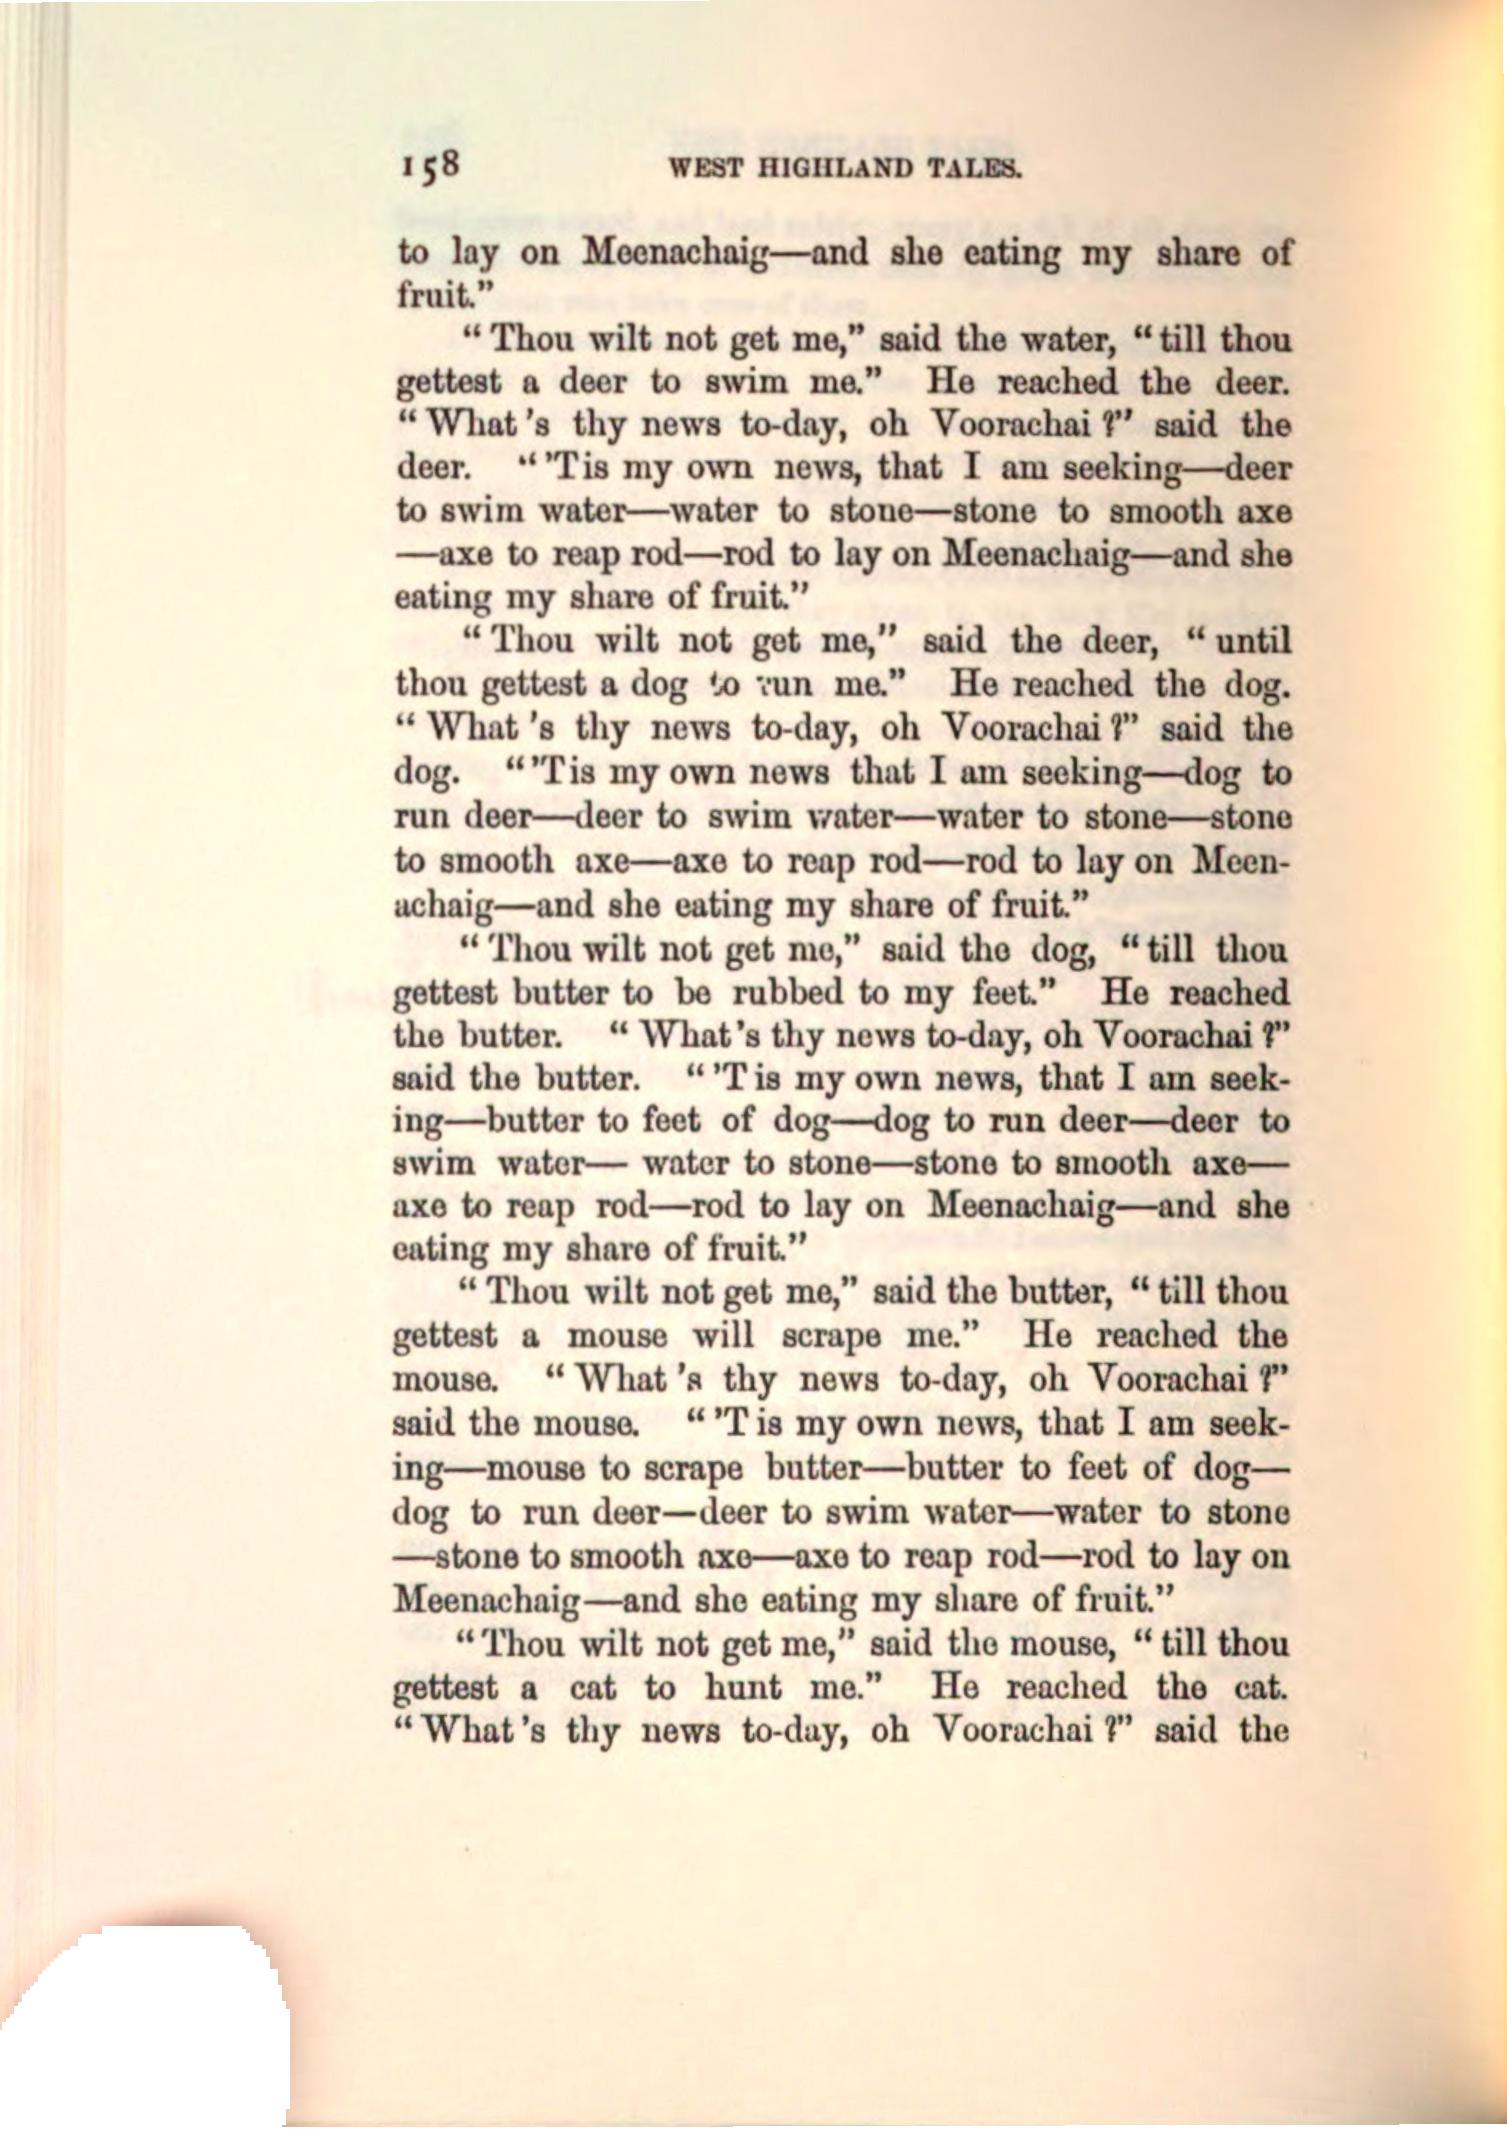 158 WEST HIGHLAND TALES.
to lay on Meenachaig—and she eating my share of
fruit.”
“Thou wilt not get me,” said the water, “till thou
gettest a deer to swim me.” He reached the deer.
“What's thy news to-day, oh Voorachai?” said the
deer. “'Tis my own news, that I am seeking—deer
to swim water—water to stone—stone to smooth axe
—axe to reap rod—rod to lay on Meenachaig—and she
eating my share of fruit.”
“Thou wilt not get me,” said the deer, “until
thou gettest a dog to run me.” He reached the dog.
“What's thy news to-day, oh Voorachai?” said the
dog. “'Tis my own news that I am seeking—dog to
run deer—deer to swim water—water to stone—stone
to smooth axe—axe to reap rod—rod to lay on Meen-
achaig—and she eating my share of fruit.”
“Thou wilt not get me,” said the dog, “till thou
gettest butter to be rubbed to my feet.” He reached
the butter. “What's thy news to-day, oh Voorachai?”
said the butter. “'Tis my own news, that I am seek-
ing—butter to feet of dog—dog to run deer—deer to
swim water— water to stone—stone to smooth axe—
axe to reap rod—rod to lay on Meenachaig—and she
eating my share of fruit.”
“Thou wilt not get me,” said the butter, “till thou
gettest a mouse will scrape me.” He reached the
mouse. “What's thy news to-day, oh Voorachai?”
said the mouse. “'Tis my own news, that I am seek-
ing—mouse to scrape butter—butter to feet of dog—
dog to run deer—deer to swim water—water to stone
—stone to smooth axe—axe to reap rod—rod to lay on
Meenachaig—and she eating my share of fruit.”
“Thou wilt not get me,” said the mouse, “till thou
gettest a cat to hunt me.” He reached the cat.
“What's thy news to-day, oh Voorachai?” said the